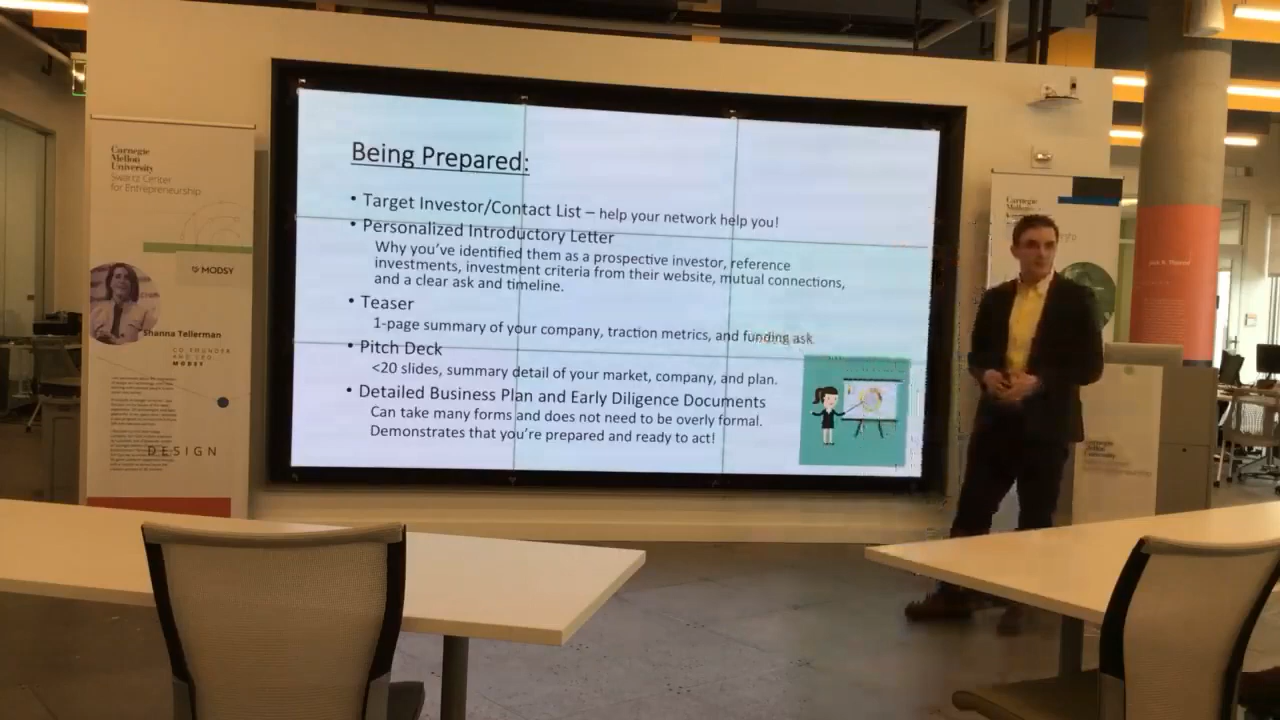 Carnegie
Mellon
University
Swartz Center
for Entrepreneurship
MODSY
Shanna Tellerman
CO FOUNDER
AND CEO
MODSY
DESIGN
Being Prepared:
• Target Investor/Contact List – help your network help you!
• Personalized Introductory Letter
Why you've identified them as a prospective investor, reference
investments, investment criteria from their website, mutual connections,
and a clear ask and timeline.
• Teaser
1-page summary of your company, traction metrics, and funding ask.
• Pitch Deck
<20 slides, summary detail of your market, company, and plan.
• Detailed Business Plan and Early Diligence Documents
Can take many forms and does not need to be overly formal.
Demonstrates that you're prepared and ready to act!
Carnegie
Mellon
Carnegie
Mellon
University